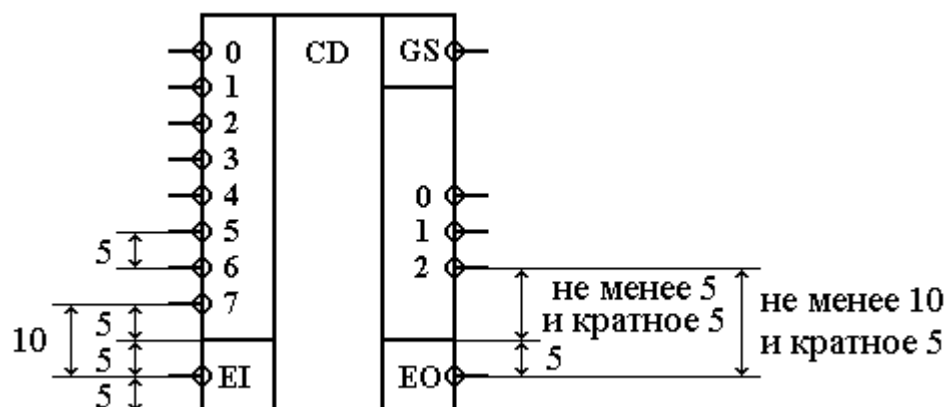 0 CD GS
1
2
3
4 0
5 1
5 6 2
7
не менее 5
и кратное 5
не менее 10
и кратное 5
10
5
5
5
EI EO
5